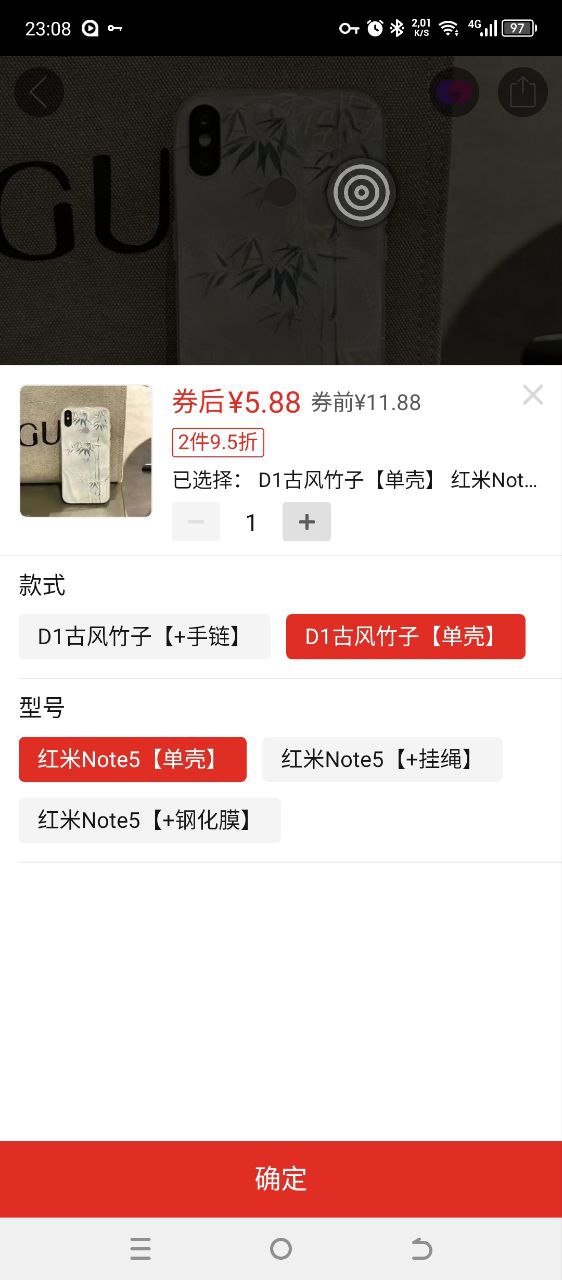 23:08
2,01
K/S
4G
97
GU
券后¥5.88 券前¥11.88
2件9.5折
已选择： D1古风竹子【单壳】 红米Not...
1
款式
D1古风竹子【+手链】 D1古风竹子【单壳】
型号
红米Note5【单壳】 红米Note5【+挂绳】
红米Note5【+钢化膜】
确定